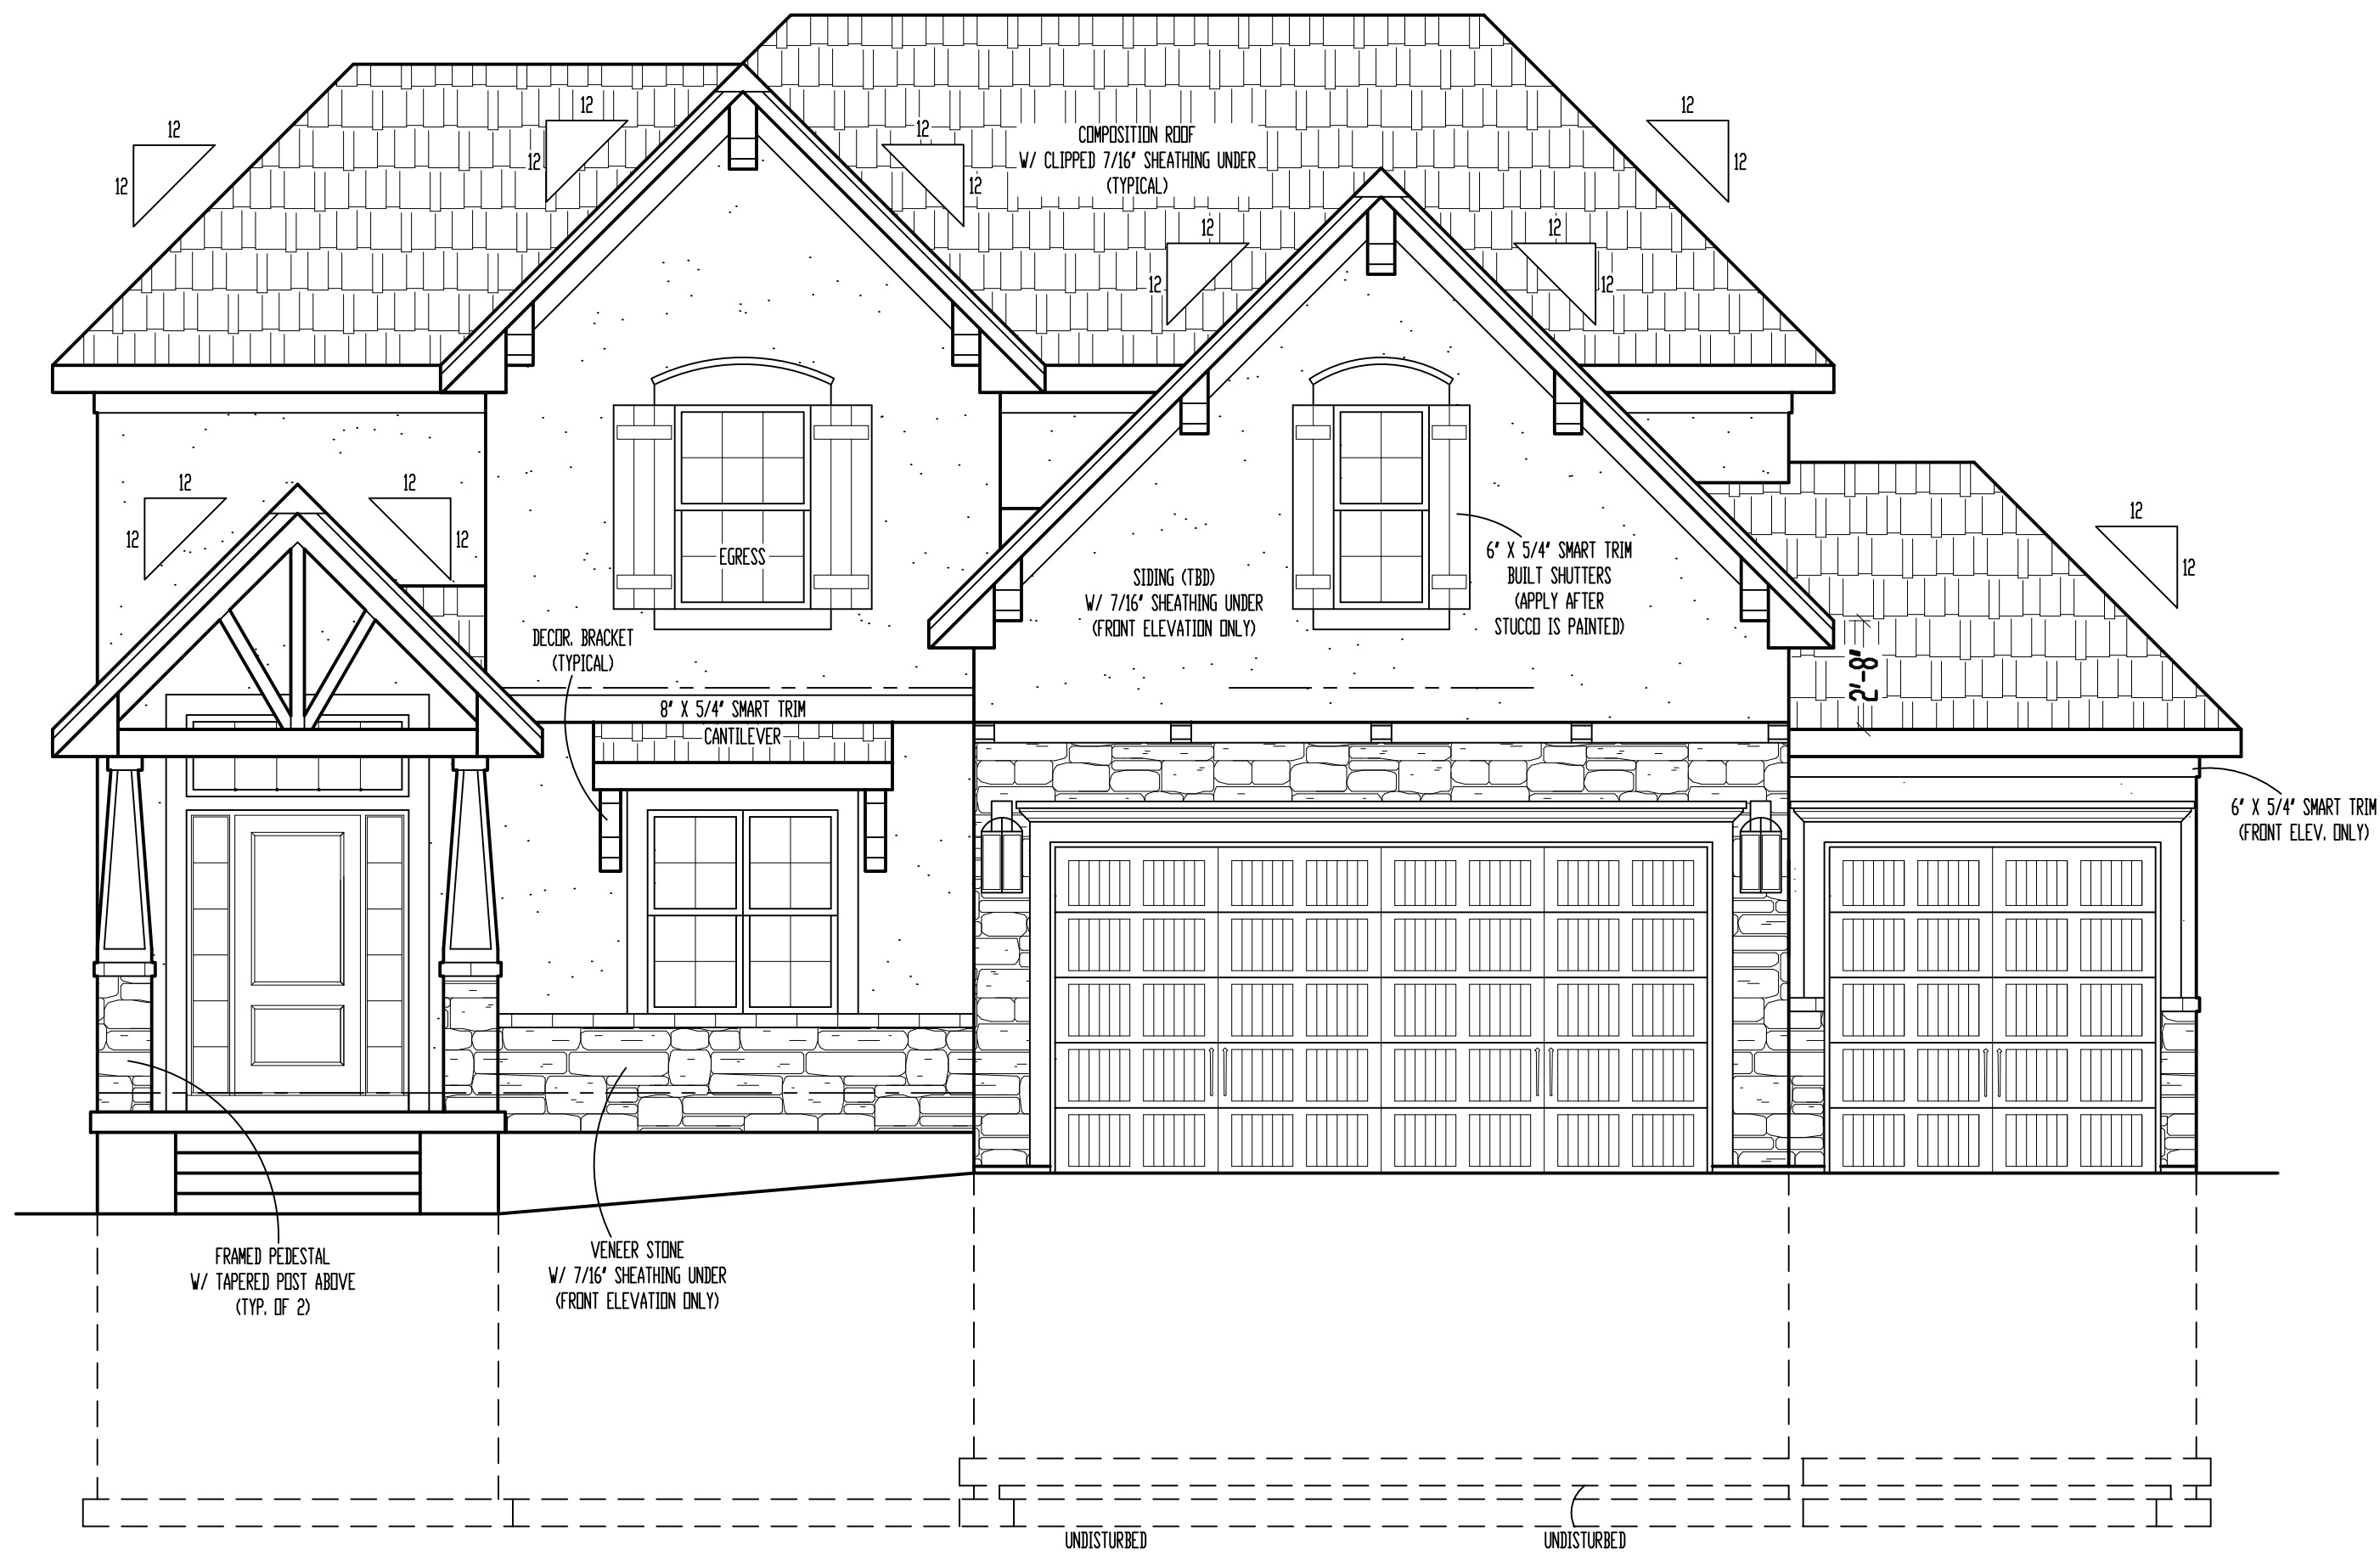 12
12
12
12
12
12
12
12
COMPOSITION ROOF
W/ CLIPPED 7/16" SHEATHING UNDER
(TYPICAL)
12
12
12
12
12
12
12
12
12
12
EGRESS
SIDING (TBD)
W/ 7/16" SHEATHING UNDER
(FRONT ELEVATION ONLY)
6" X 5/4" SMART TRIM
BUILT SHUTTERS
(APPLY AFTER
STUCCO IS PAINTED)
DECOR. BRACKET
(TYPICAL)
2'-8"
8" X 5/4" SMART TRIM
CANTILEVER
6" X 5/4" SMART TRIM
(FRONT ELEV. ONLY)
FRAMED PEDESTAL
W/ TAPERED POST ABOVE
(TYP. OF 2)
VENEER STONE
W/ 7/16" SHEATHING UNDER
(FRONT ELEVATION ONLY)
UNDISTURBED
UNDISTURBED